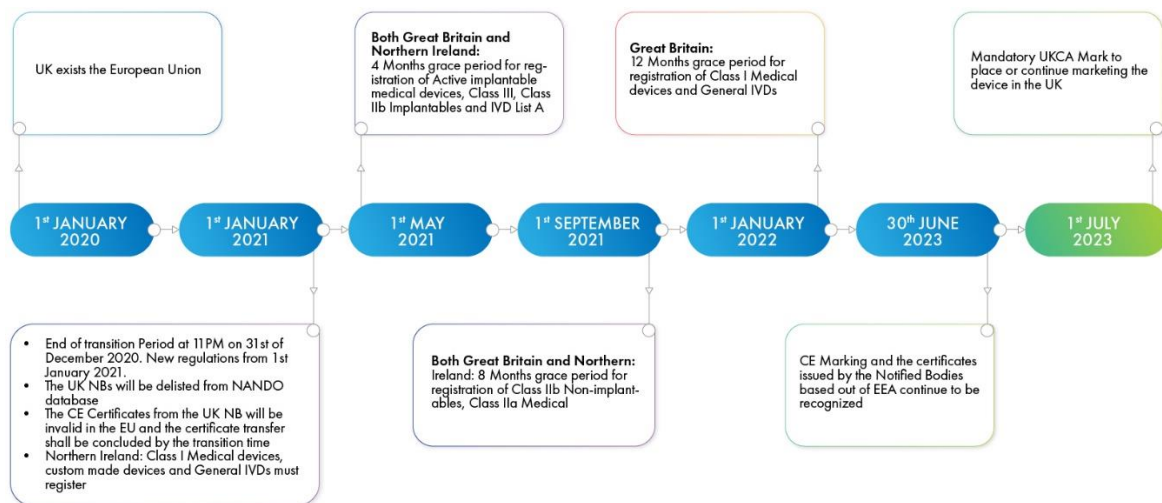 UK exists the European Union
Both Great Britain and
Northern Ireland:
4 Months grace period for reg-
istration of Active implantable
medical devices, Class III, Class
IIb Implantables and IVD List A
Great Britain:
12 Months grace period for
registration of Class I Medical
devices and General IVDs
Mandatory UKCA Mark to
place or continue marketing the
device in the UK
1st JANUARY
2020
1st JANUARY
2021
1st MAY
2021
1st SEPTEMBER
2021
1st JANUARY
2022
30th JUNE
2023
1st JULY
2023
• End of transition Period at 11PM on 31st of
December 2020. New regulations from 1st
January 2021.
• The UK NBs will be delisted from NANDO
database
• The CE Certificates from the UK NB will be
invalid in the EU and the certificate transfer
shall be concluded by the transition time
• Northern Ireland: Class I Medical devices,
custom made devices and General IVDs must
register
Both Great Britain and Northern:
Ireland: 8 Months grace period for
registration of Class IIb Non-implant-
ables, Class IIa Medical
CE Marking and the certificates
issued by the Notified Bodies
based out of EEA continue to be
recognized